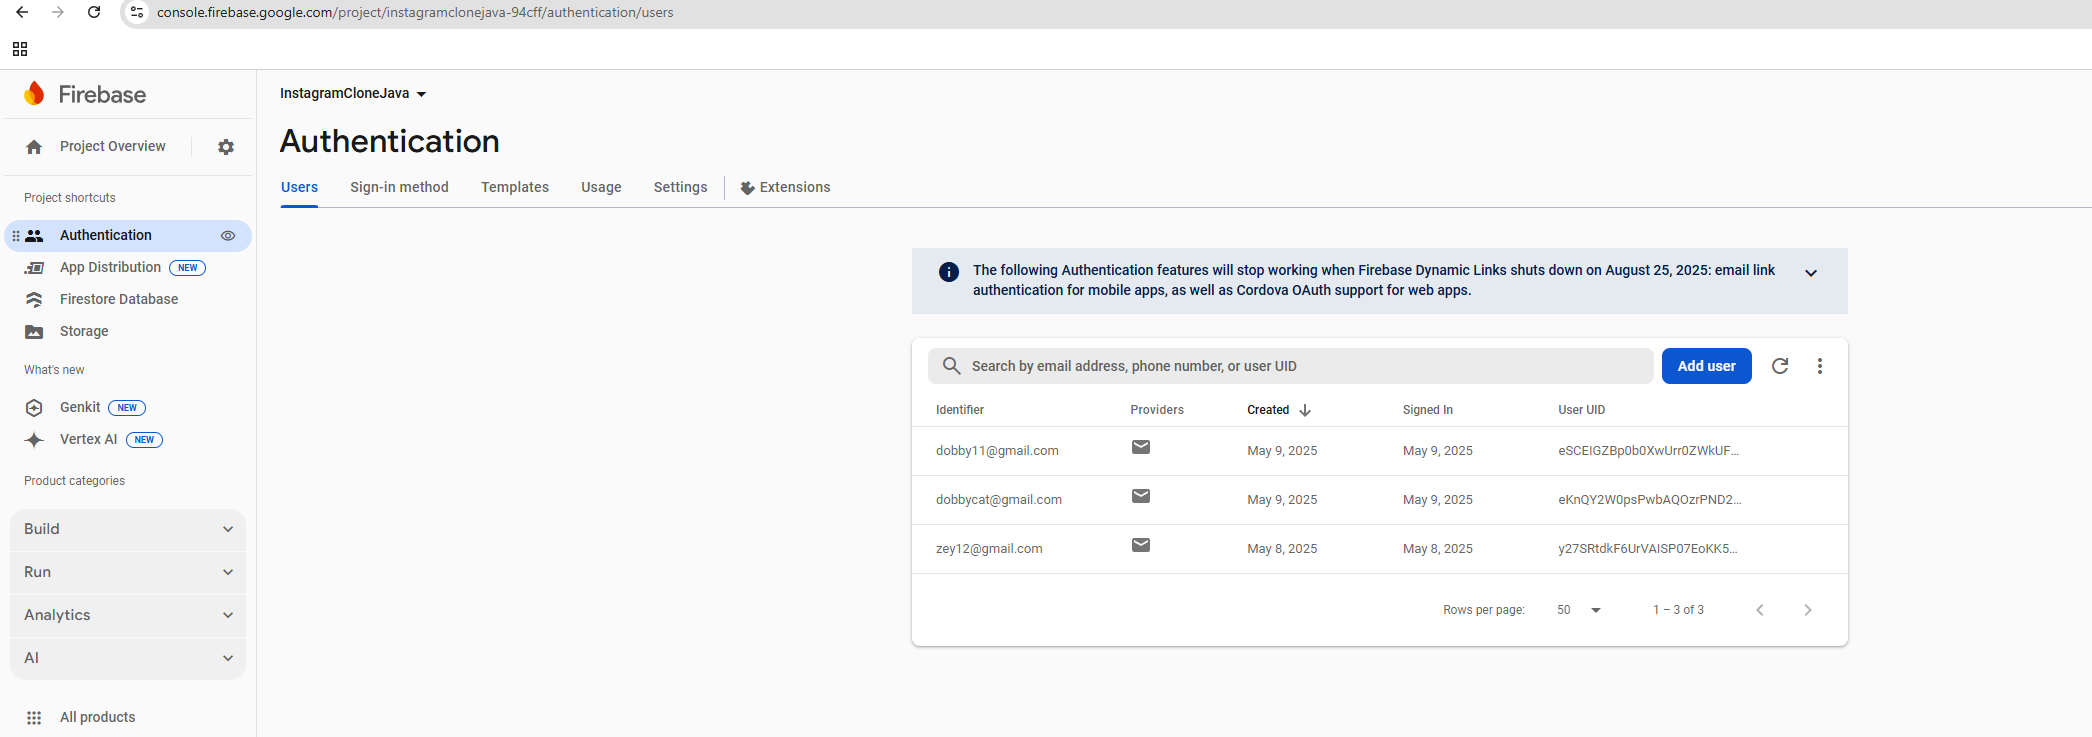 console.firebase.google.com/project/instagramclonejava-94cff/authentication/users
Firebase
Project Overview
Project shortcuts
Authentication
App Distribution NEW
Firestore Database
Storage
What's new
Genkit NEW
Vertex AI NEW
Product categories
Build
Run
Analytics
AI
All products
InstagramCloneJava
Authentication
Users Sign-in method Templates Usage Settings Extensions
The following Authentication features will stop working when Firebase Dynamic Links shuts down on August 25, 2025: email link
authentication for mobile apps, as well as Cordova OAuth support for web apps.
Search by email address, phone number, or user UID Add user
Identifier Providers Created Signed In User UID
dobby11@gmail.com May 9, 2025 May 9, 2025 eSCEIGZBp0b0XwUrr0ZWkUF...
dobbycat@gmail.com May 9, 2025 May 9, 2025 eKnQY2W0psPwbAQOzrPND2...
zey12@gmail.com May 8, 2025 May 8, 2025 y27SRtdkF6UrVAISP07EoKK5...
Rows per page: 50 1 – 3 of 3